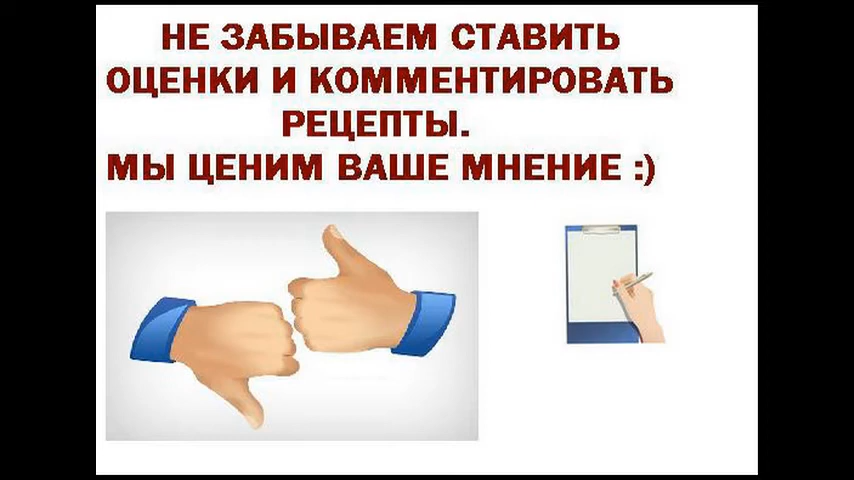 НЕ ЗАБЫВАЕМ СТАВИТЬ
ОЦЕНКИ И КОММЕНТИРОВАТЬ
РЕЦЕПТЫ.
МЫ ЦЕНИМ ВАШЕ МНЕНИЕ :)